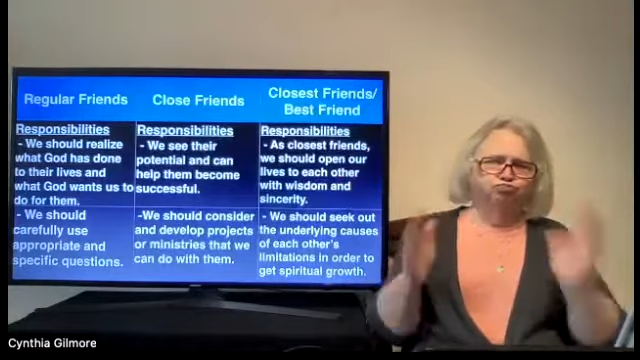 Regular Friends
Close Friends
Closest Friends/
Best Friend
Responsibilities
- We should realize
what God has done
to their lives and
what God wants us to
do for them.
Responsibilities
- We see their
potential and can
help them become
successful.
Responsibilities
- As closest friends,
we should open our
lives to each other
with wisdom and
sincerity.
- We should
carefully use
appropriate and
specific questions.
-We should consider
and develop projects
or ministries that we
can do with them.
- We should seek out
the underlying causes
of each other's
limitations in order to
get spiritual growth.
Cynthia Gilmore